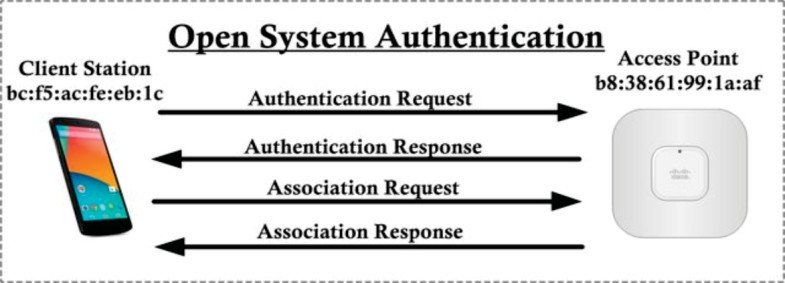 Open System Authentication
Client Station
bc:f5:ac:fe:eb:1c
Access Point
b8:38:61:99:1a:af
Authentication Request
Authentication Response
Association Request
Association Response